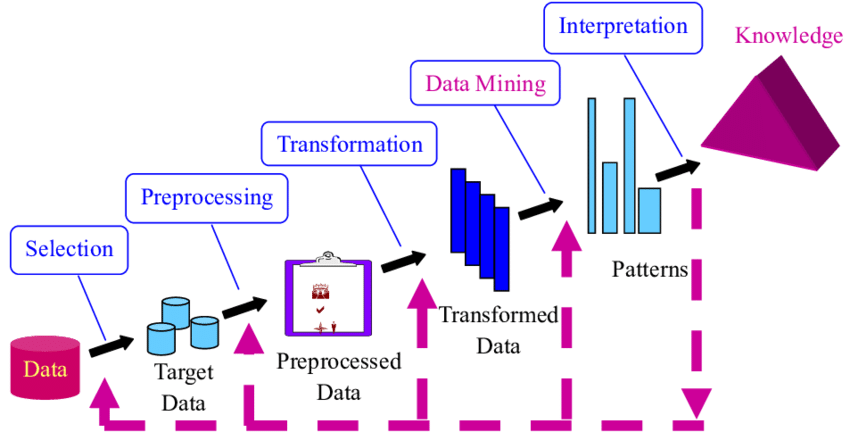 Interpretation
Knowledge
Data Mining
Transformation
Preprocessing
Selection
Data
Target
Data
Preprocessed
Data
Transformed
Data
Patterns